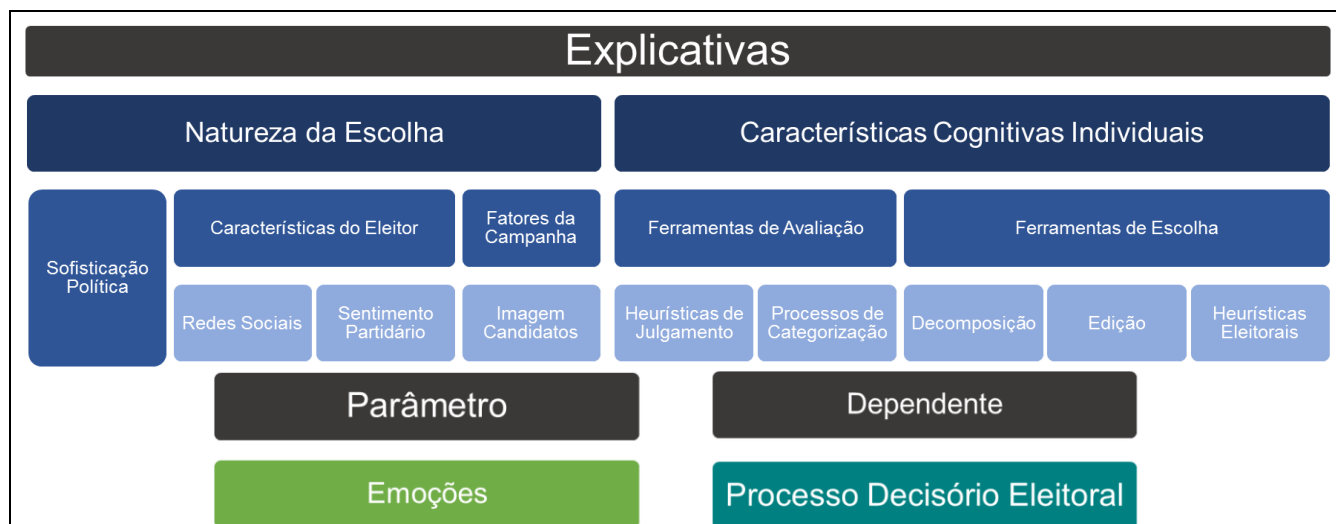 Explicativas
Natureza da Escolha
Características Cognitivas Individuais
Sofisticação
Política
Características do Eleitor
Fatores da
Campanha
Ferramentas de Avaliação
Ferramentas de Escolha
Redes Sociais
Sentimento
Partidário
Imagem
Candidatos
Heurísticas de
Julgamento
Processos de
Categorização
Decomposição
Edição
Heurísticas
Eleitorais
Parâmetro
Dependente
Emoções
Processo Decisório Eleitoral